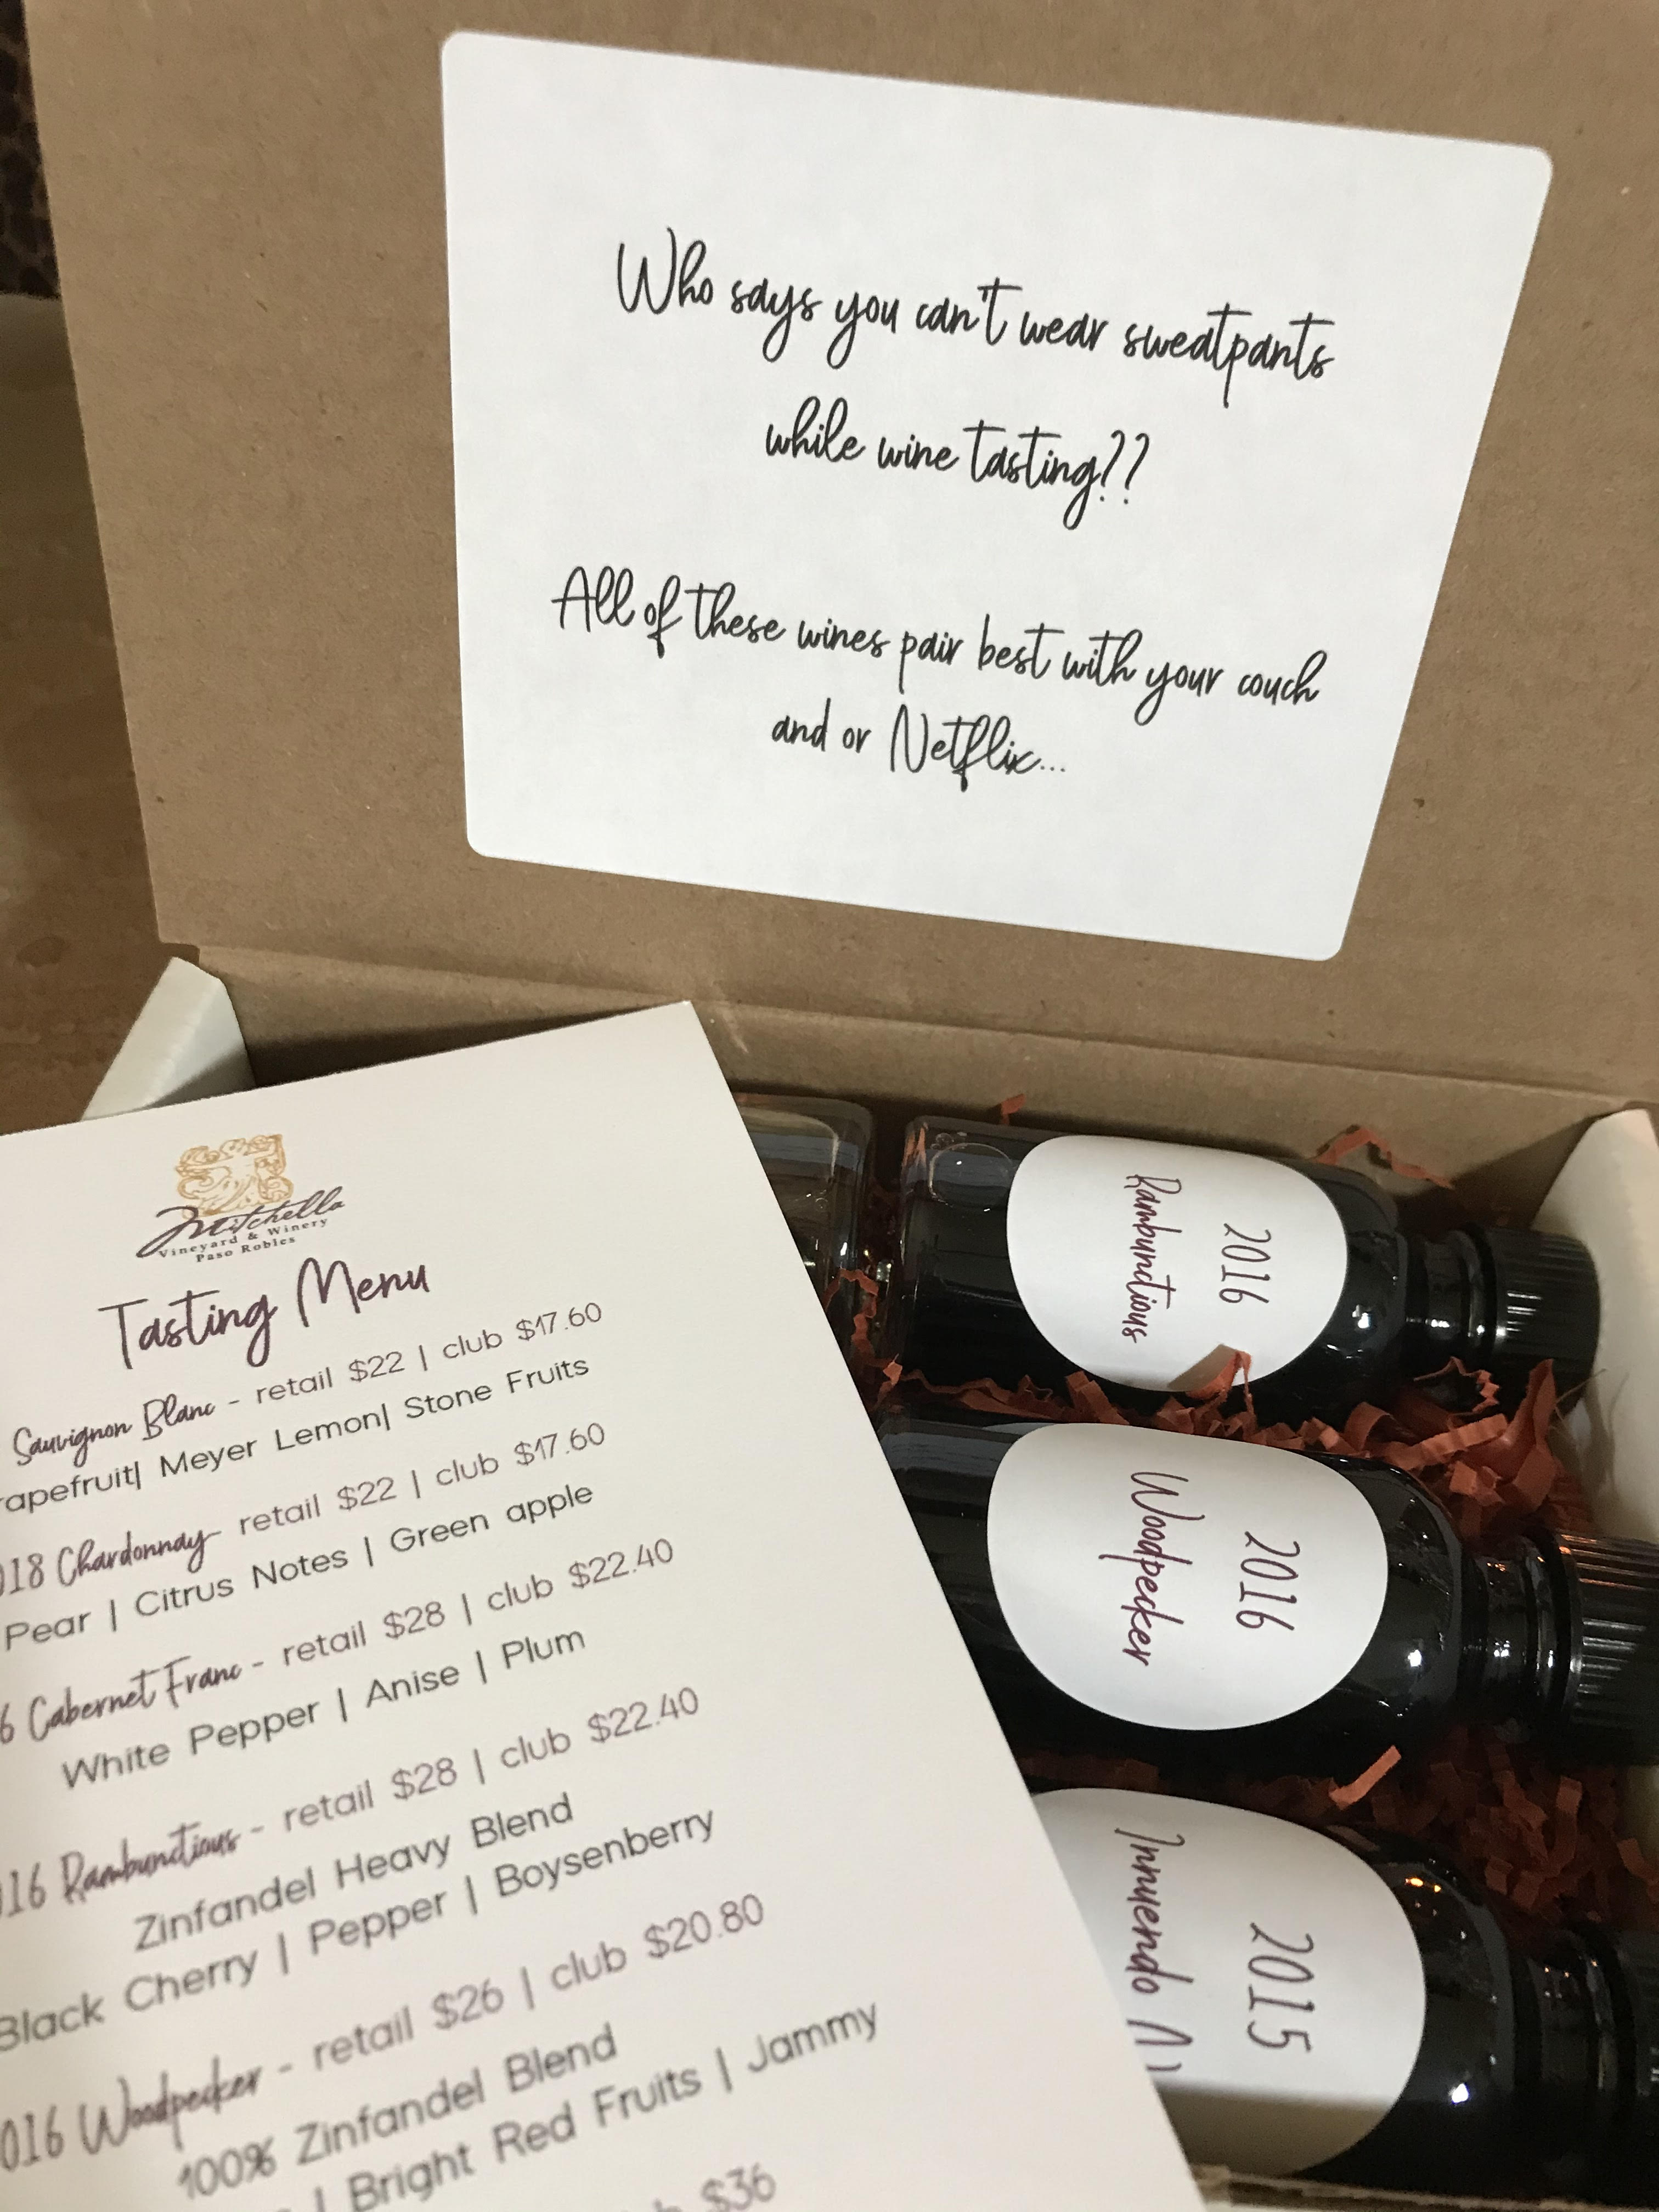 Who says you can't wear sweatpants
while wine tasting??
All of these wines pair best with your couch
and or Netflix...
Mitchella
Vineyard & Winery
Paso Robles
Tasting Menu
Sauvignon Blanc - retail $22 | club $17.60
rapefruit| Meyer Lemon| Stone Fruits
018 Chardonnay- retail $22 | club $17.60
Pear | Citrus Notes | Green apple
6 Cabernet Franc - retail $28 | club $22.40
White Pepper | Anise | Plum
016 Rambunctious - retail $28 | club $22.40
Zinfandel Heavy Blend
Black Cherry | Pepper | Boysenberry
016 Woodpecker - retail $26 | club $20.80
100% Zinfandel Blend
| Bright Red Fruits | Jammy
b $36
2016
Rambunctious
2016
Woodpecker
2015
Innuendo